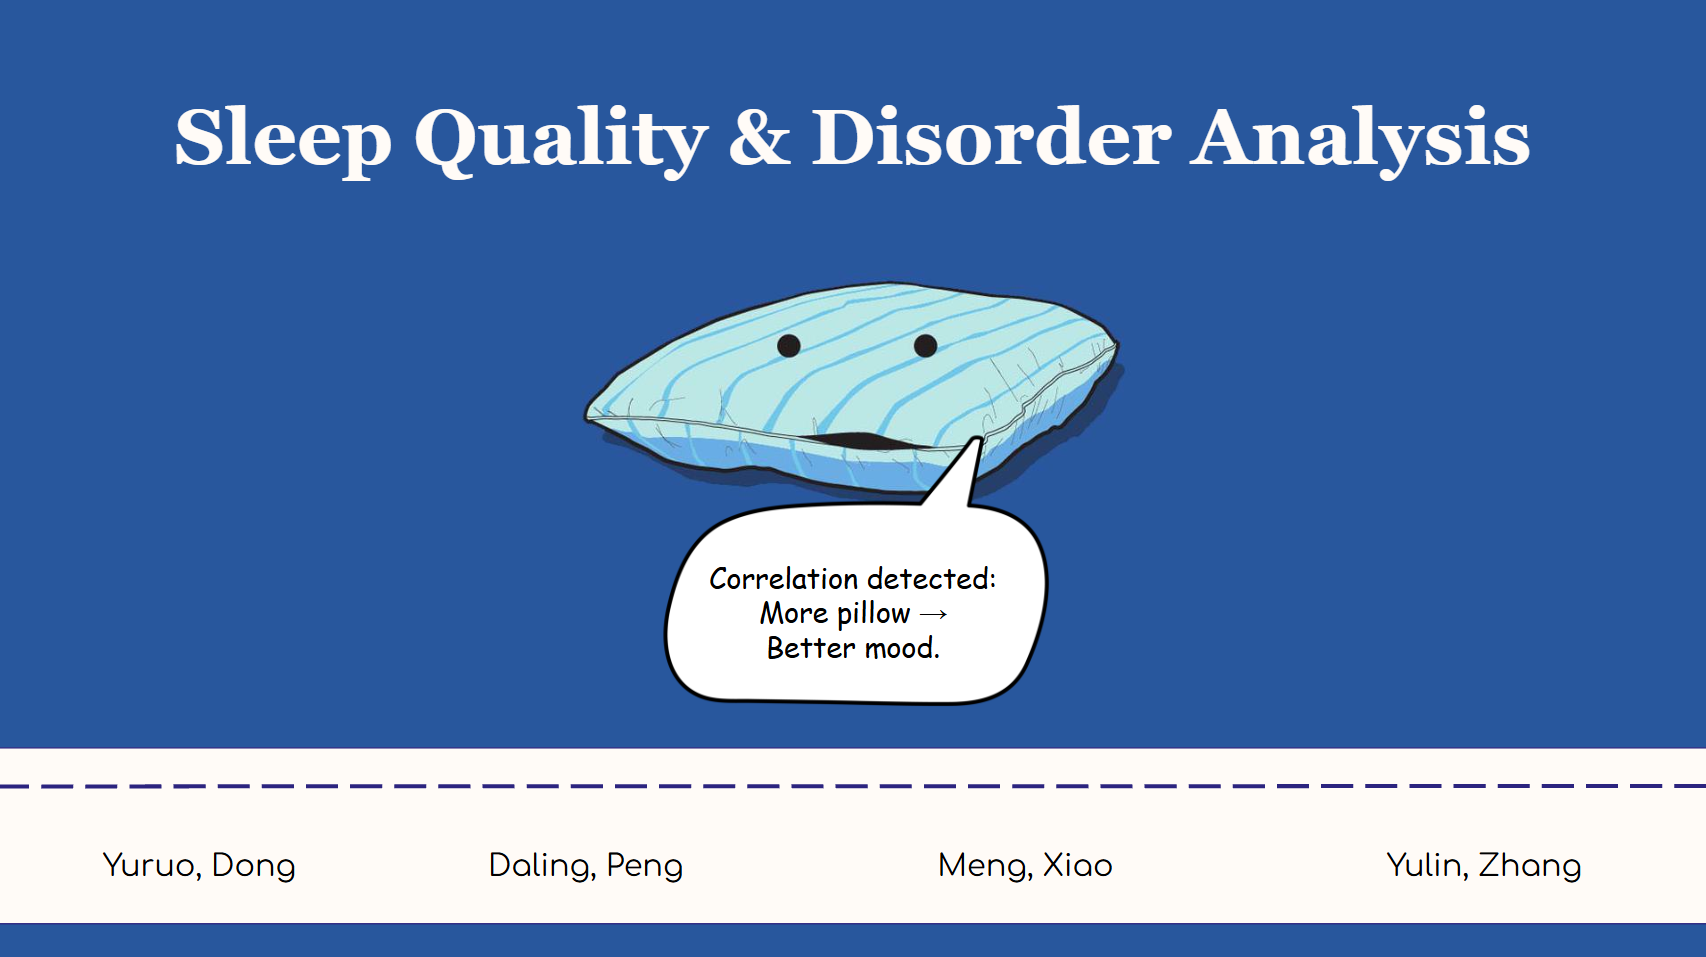 Sleep Quality & Disorder Analysis
Correlation detected:
More pillow →
Better mood.
Yuruo, Dong
Daling, Peng
Meng, Xiao
Yulin, Zhang